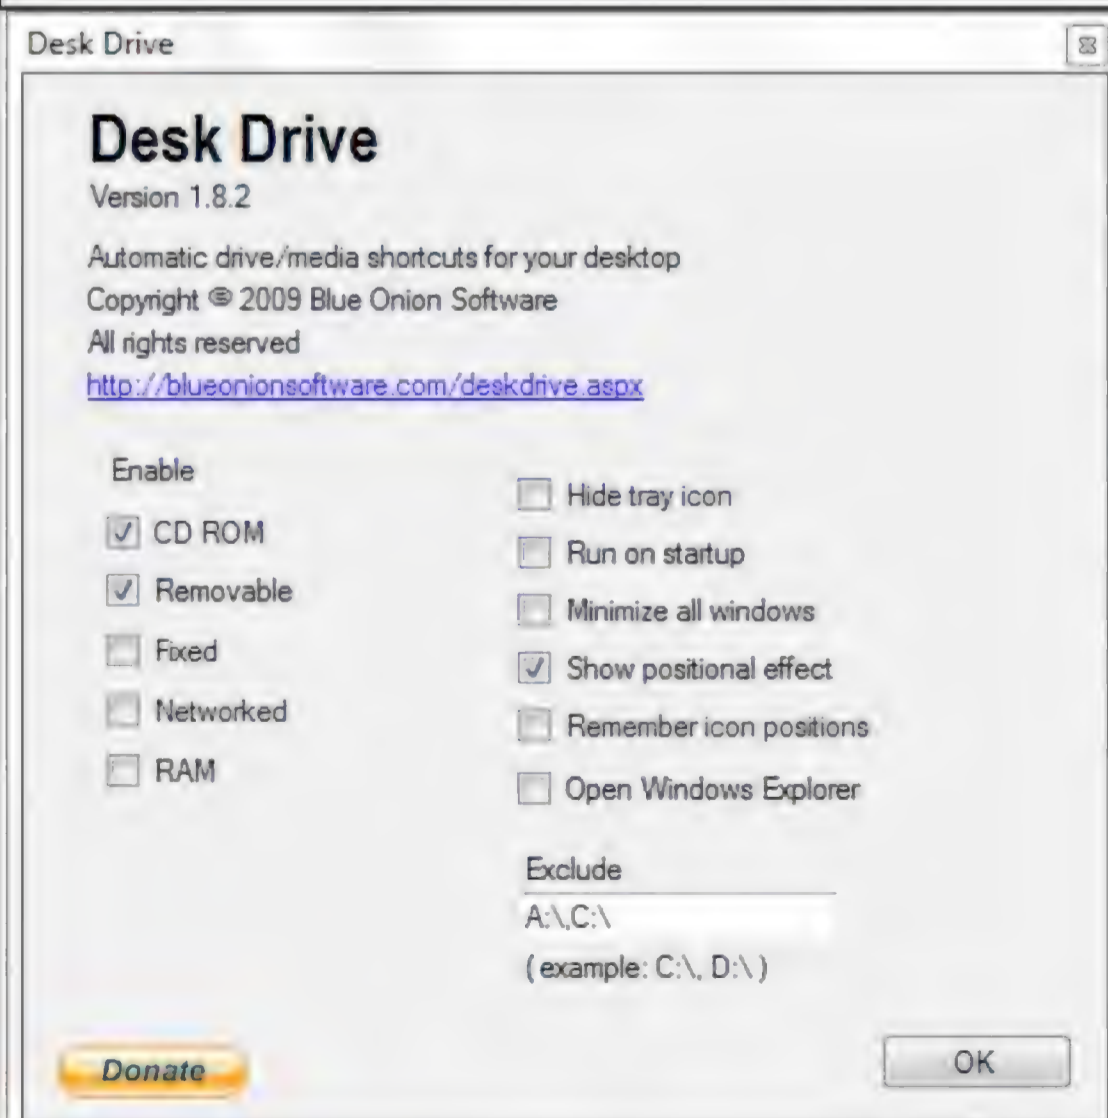 Desk Drive
Desk Drive
Version 1.8.2
Automatic drive/media shortcuts for your desktop
Copyright © 2009 Blue Onion Software
All rights reserved
http://blueonionsoftware.com/deskdrive.aspx
Enable
CD ROM
Removable
Fixed
Networked
RAM
Hide tray icon
Run on startup
Minimize all windows
Show positional effect
Remember icon positions
Open Windows Explorer
Exclude
A:\,C:\
(example: C:\, D:\)
Donate
OK